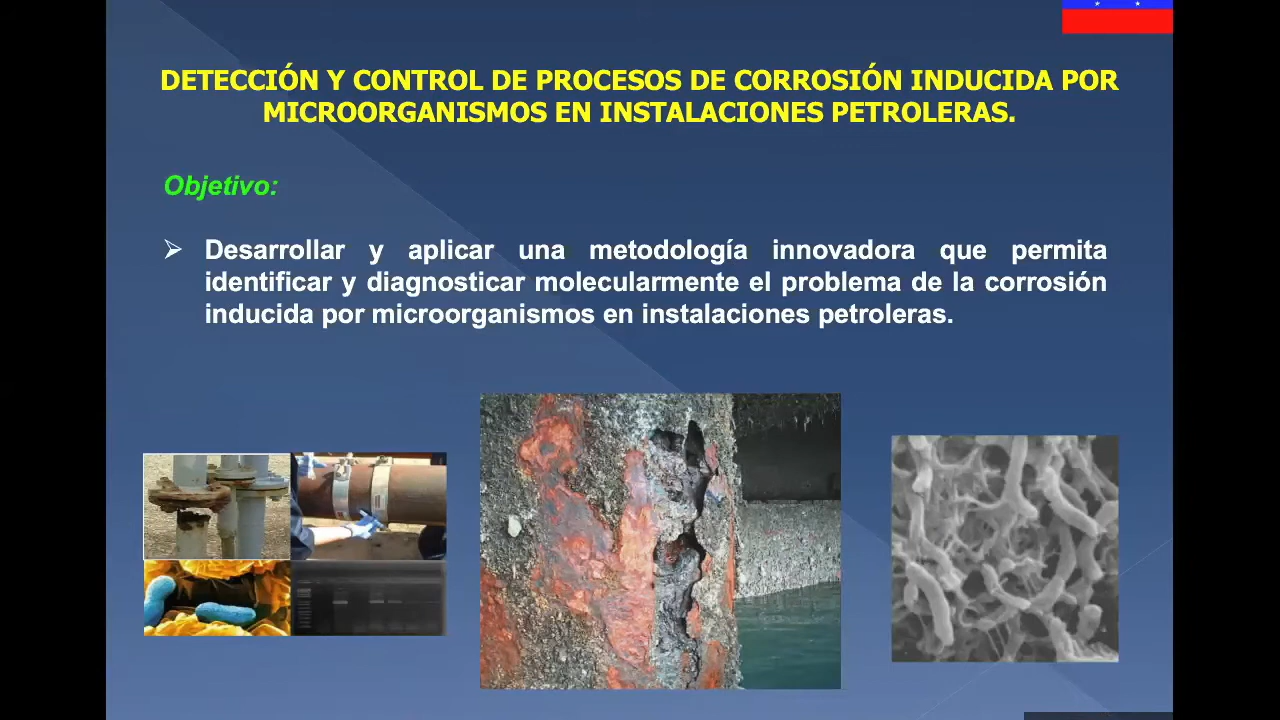 DETECCIÓN Y CONTROL DE PROCESOS DE CORROSIÓN INDUCIDA POR
MICROORGANISMOS EN INSTALACIONES PETROLERAS.
Objetivo:
Desarrollar y aplicar una metodología innovadora que permita
identificar y diagnosticar molecularmente el problema de la corrosión
inducida por microorganismos en instalaciones petroleras.